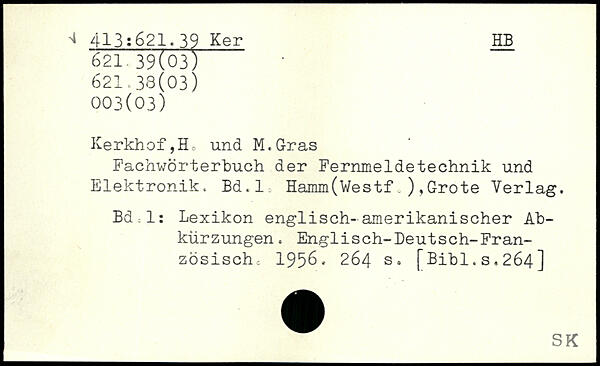 √ 413:621.39 Ker HB
621.39(03)
621.38(03)
003(03)
Kerkhof,H. und M.Gras
Fachwörterbuch der Fernmeldetechnik und
Elektronik. Bd.1. Hamm(Westf.),Grote Verlag.
Bd.1: Lexikon englisch-amerikanischer Ab-
kürzungen. Englisch-Deutsch-Fran-
zösisch. 1956. 264 s. [Bibl.s.264]
SK